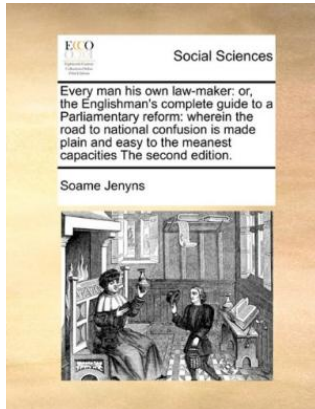 ECCO
Social Sciences
Every man his own law-maker: or,
the Englishman's complete guide to a
Parliamentary reform: wherein the
road to national confusion is made
plain and easy to the meanest
capacities The second edition.
Soame Jenyns